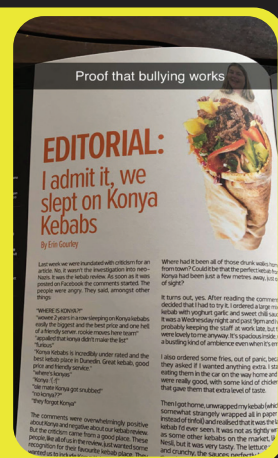 Proof that bullying works
EDITORIAL:
I admit it, we
slept on Konya
Kebabs
By Erin Gourley
Last week we were inundated with criticism for an
article. No, it wasn't the investigation into neo-
Nazis. It was the kebab review. As soon as it was
posted on Facebook the comments started. The
people were angry. They said, amongst other
things:
"WHERE IS KONYA?"
"sewee 2 years in a row sleeping on Konya kebabs
easily the biggest and the best price and one hell
of a friendly server. rookie moves here team"
"appalled that konya didn't make the list"
"furious"
"Konya Kebabs is incredibly under rated and the
best kebab place in Dunedin. Great kebab, good
price and friendly service"
"where's konya"
"ole mate Konya got snubbed"
"no konya??"
"they forgot Konya"
The comments were overwhelmingly positive
about Konya and negative about our kebab review.
But the criticism came from a good place. These
people, like all of us in the review, just wanted some
recognition for their favourite kebab place. They
Where had it been all of those drunk walks home
from town? Could it be that the perfect kebab from
Konya had been just a few metres away, just out
of sight?
It turns out, yes. After reading the comments
decided that I had to try it. I ordered a large mixed
kebab with yoghurt garlic and sweet chilli sauce
It was a Wednesday night and past 9pm and
probably keeping the staff at work late, but they
were lovely to me anyway. It's spacious inside,
a bustling kind of ambience even when it's em
I also ordered some fries, out of panic, because
they asked if I wanted anything extra. I started
eating them in the car on the way home and
were really good, with some kind of chicken
that gave them that extra level of taste.
Then I got home, unwrapped my kebab (which
somewhat strangely wrapped all in paper
instead of tinfoil) and realised that it was the
kebab I'd ever seen. It was not as tightly
as some other kebabs on the market,
Nesli, but it was very tasty. The lettuce
and crunchy, the sauces perfectly